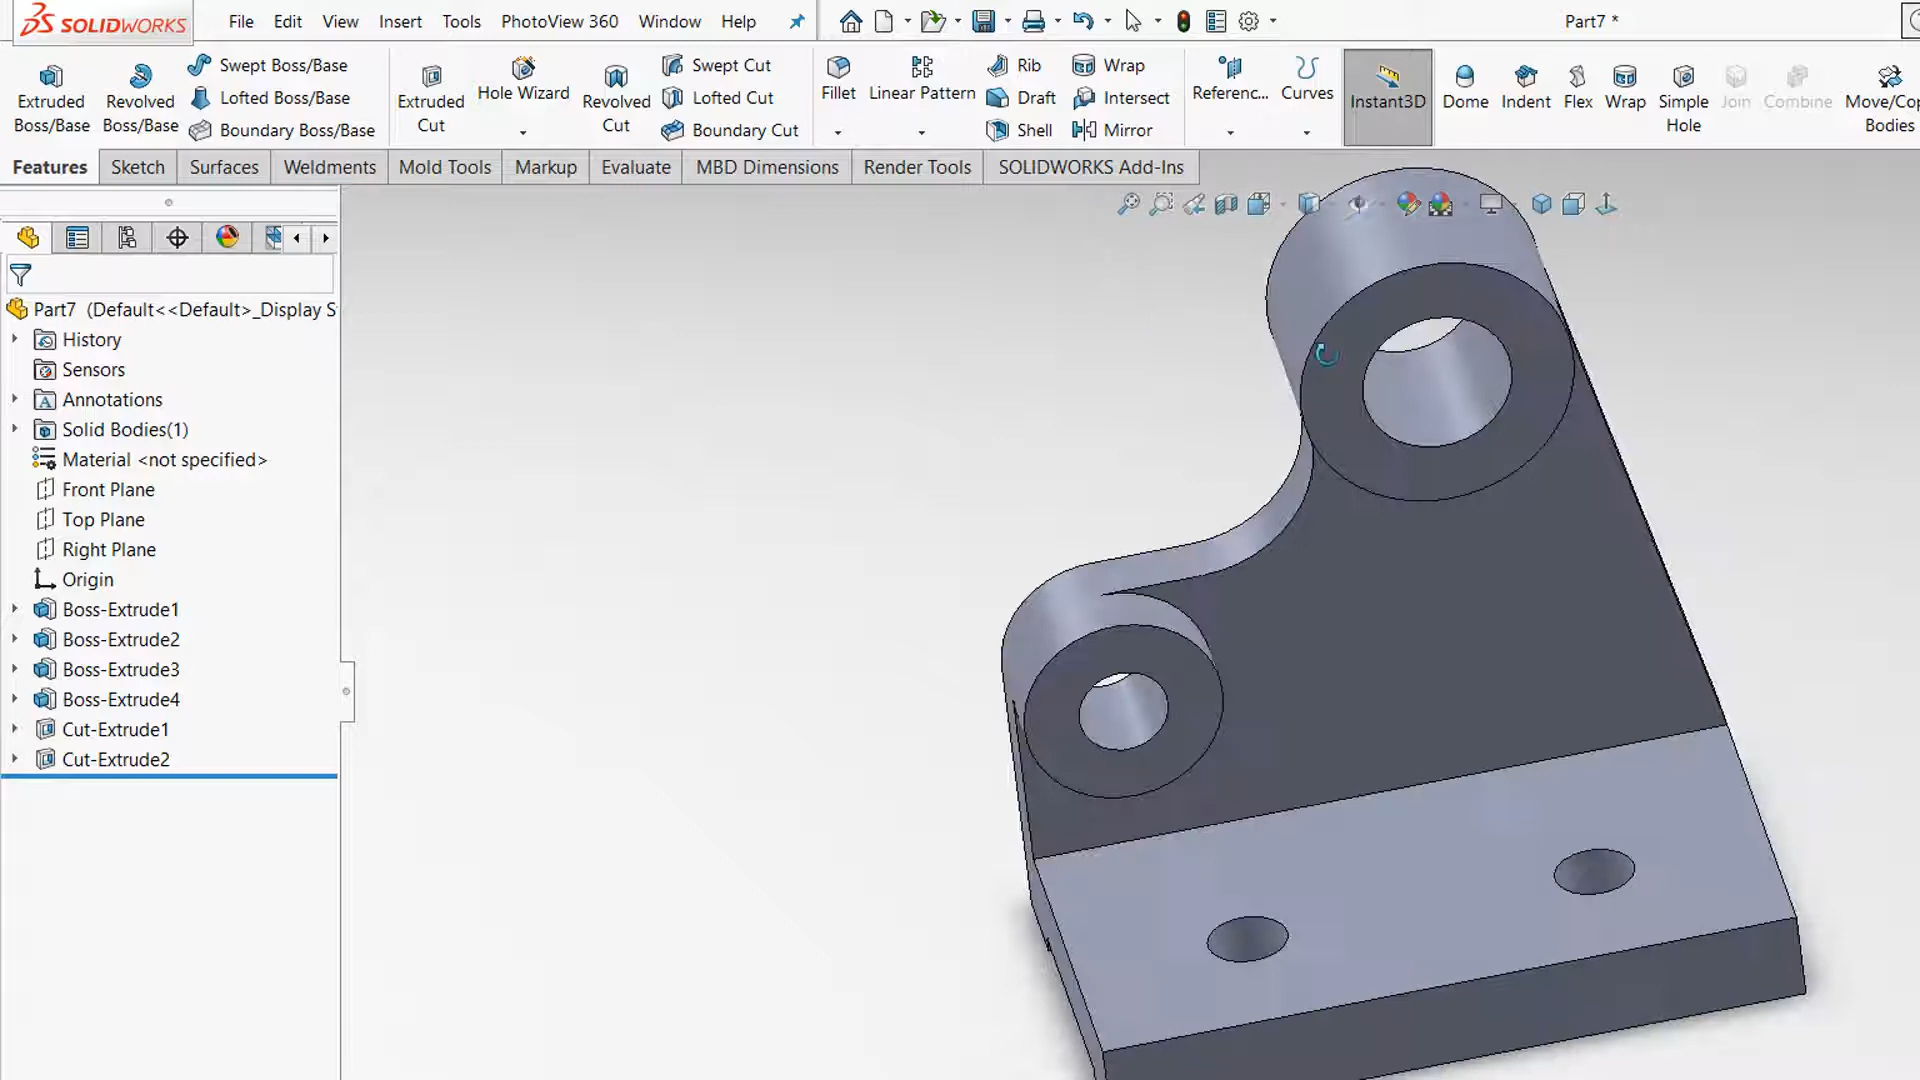 SOLIDWORKS File Edit View Insert Tools PhotoView 360 Window Help Part7 *
Extruded Boss/Base
Revolved Boss/Base
Swept Boss/Base
Lofted Boss/Base
Boundary Boss/Base
Extruded Cut
Hole Wizard
Revolved Cut
Swept Cut
Lofted Cut
Boundary Cut
Fillet
Linear Pattern
Rib
Draft
Shell
Wrap
Intersect
Mirror
Referenc...
Curves
Instant3D
Dome
Indent
Flex
Wrap
Simple Hole
Join
Combine
Move/Cop
Bodies
Features Sketch Surfaces Weldments Mold Tools Markup Evaluate MBD Dimensions Render Tools SOLIDWORKS Add-Ins
Part7 (Default<<Default>_Display S
History
Sensors
A Annotations
Solid Bodies(1)
Material <not specified>
Front Plane
Top Plane
Right Plane
Origin
Boss-Extrude1
Boss-Extrude2
Boss-Extrude3
Boss-Extrude4
Cut-Extrude1
Cut-Extrude2